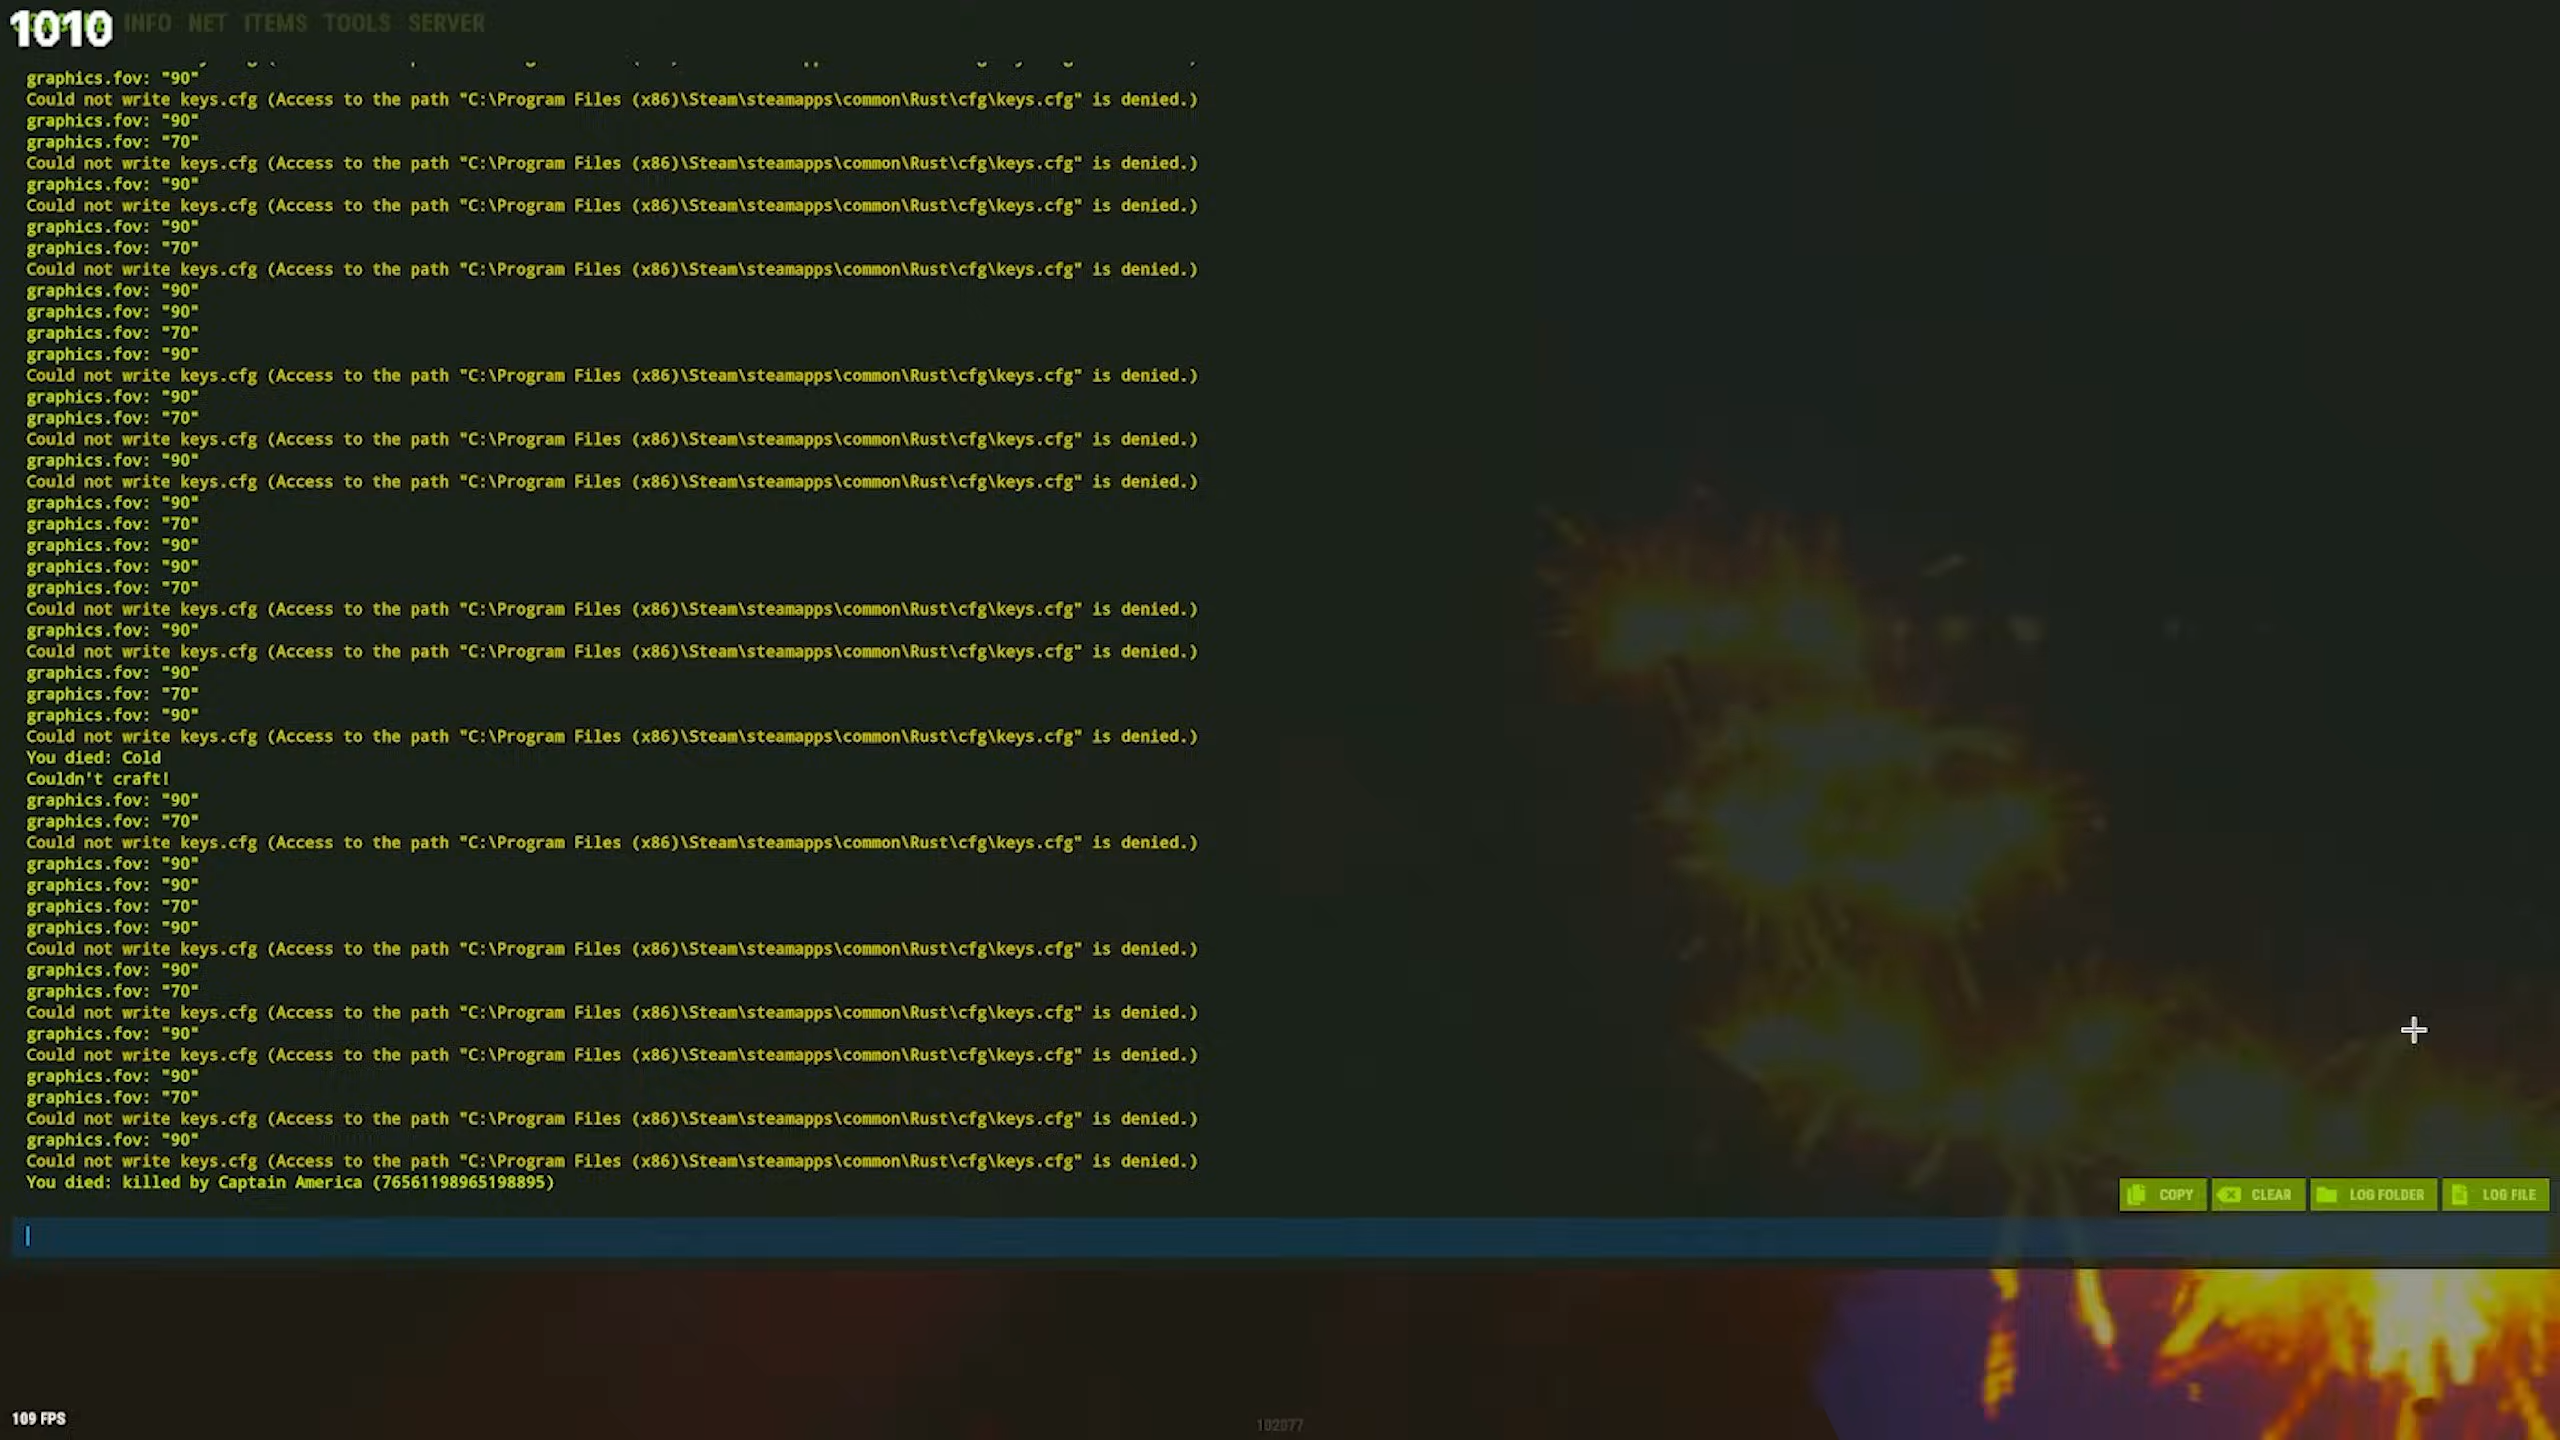 1010
INFO NET ITEMS TOOLS SERVER
graphics.fov: "90"
Could not write keys.cfg (Access to the path "C:\Program Files (x86)\Steam\steamapps\common\Rust\cfg\keys.cfg" is denied.)
graphics.fov: "90"
graphics.fov: "70"
Could not write keys.cfg (Access to the path "C:\Program Files (x86)\Steam\steamapps\common\Rust\cfg\keys.cfg" is denied.)
graphics.fov: "90"
Could not write keys.cfg (Access to the path "C:\Program Files (x86)\Steam\steamapps\common\Rust\cfg\keys.cfg" is denied.)
graphics.fov: "90"
graphics.fov: "70"
Could not write keys.cfg (Access to the path "C:\Program Files (x86)\Steam\steamapps\common\Rust\cfg\keys.cfg" is denied.)
graphics.fov: "90"
graphics.fov: "90"
graphics.fov: "70"
graphics.fov: "90"
Could not write keys.cfg (Access to the path "C:\Program Files (x86)\Steam\steamapps\common\Rust\cfg\keys.cfg" is denied.)
graphics.fov: "90"
graphics.fov: "70"
Could not write keys.cfg (Access to the path "C:\Program Files (x86)\Steam\steamapps\common\Rust\cfg\keys.cfg" is denied.)
graphics.fov: "90"
Could not write keys.cfg (Access to the path "C:\Program Files (x86)\Steam\steamapps\common\Rust\cfg\keys.cfg" is denied.)
graphics.fov: "90"
graphics.fov: "70"
graphics.fov: "90"
graphics.fov: "90"
graphics.fov: "70"
Could not write keys.cfg (Access to the path "C:\Program Files (x86)\Steam\steamapps\common\Rust\cfg\keys.cfg" is denied.)
graphics.fov: "90"
Could not write keys.cfg (Access to the path "C:\Program Files (x86)\Steam\steamapps\common\Rust\cfg\keys.cfg" is denied.)
graphics.fov: "90"
graphics.fov: "70"
graphics.fov: "90"
Could not write keys.cfg (Access to the path "C:\Program Files (x86)\Steam\steamapps\common\Rust\cfg\keys.cfg" is denied.)
You died: Cold
Couldn't craft!
graphics.fov: "90"
graphics.fov: "70"
Could not write keys.cfg (Access to the path "C:\Program Files (x86)\Steam\steamapps\common\Rust\cfg\keys.cfg" is denied.)
graphics.fov: "90"
graphics.fov: "90"
graphics.fov: "70"
graphics.fov: "90"
Could not write keys.cfg (Access to the path "C:\Program Files (x86)\Steam\steamapps\common\Rust\cfg\keys.cfg" is denied.)
graphics.fov: "90"
graphics.fov: "70"
Could not write keys.cfg (Access to the path "C:\Program Files (x86)\Steam\steamapps\common\Rust\cfg\keys.cfg" is denied.)
graphics.fov: "90"
Could not write keys.cfg (Access to the path "C:\Program Files (x86)\Steam\steamapps\common\Rust\cfg\keys.cfg" is denied.)
graphics.fov: "90"
graphics.fov: "70"
Could not write keys.cfg (Access to the path "C:\Program Files (x86)\Steam\steamapps\common\Rust\cfg\keys.cfg" is denied.)
graphics.fov: "90"
Could not write keys.cfg (Access to the path "C:\Program Files (x86)\Steam\steamapps\common\Rust\cfg\keys.cfg" is denied.)
You died: killed by Captain America (76561198965198895)
COPY CLEAR LOG FOLDER LOG FILE
109 FPS
102077